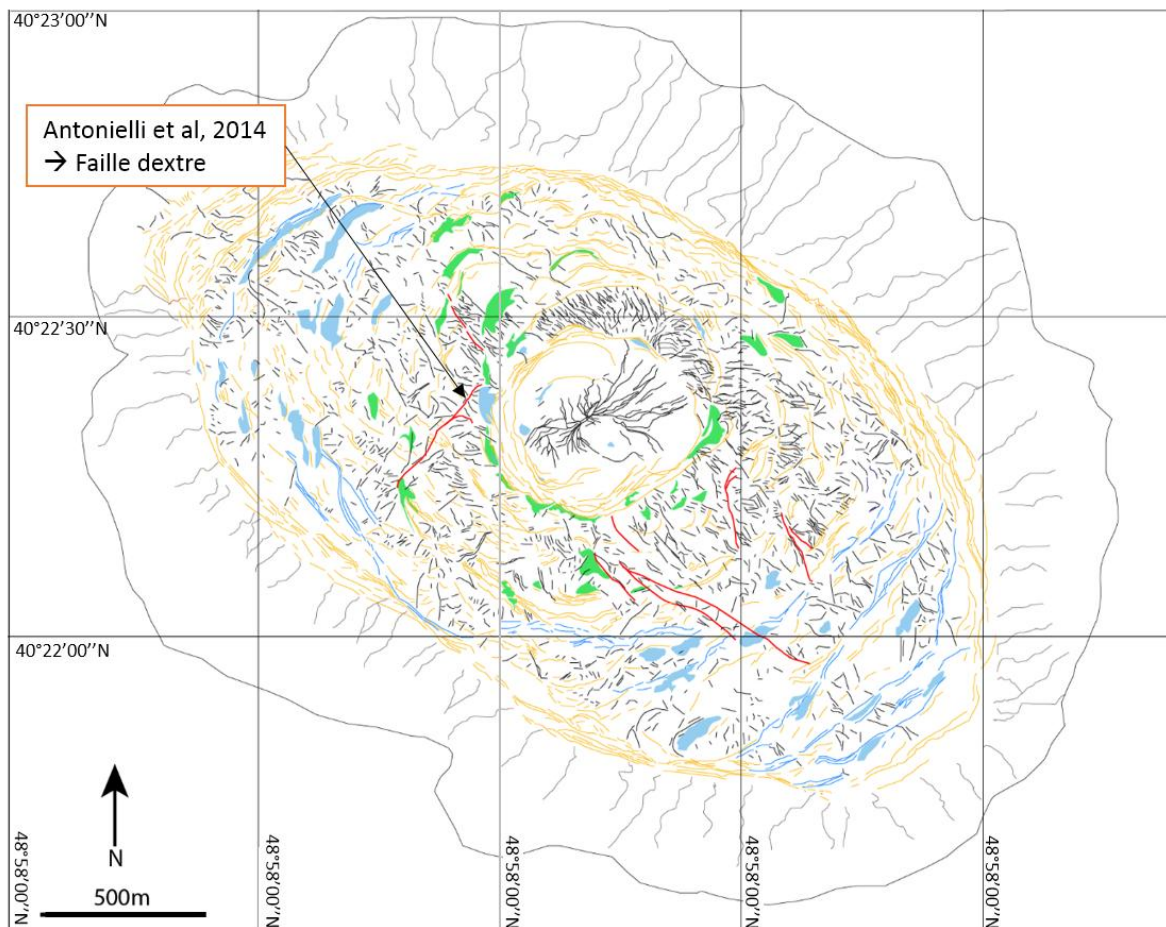 40°23’00’’N
Antonielli et al, 2014
→ Faille dextre
40°22’30’’N
40°22’00’’N
N
500m
48°58’00’’N
48°58’00’’N
48°58’00’’N
48°58’00’’N
48°58’00’’N